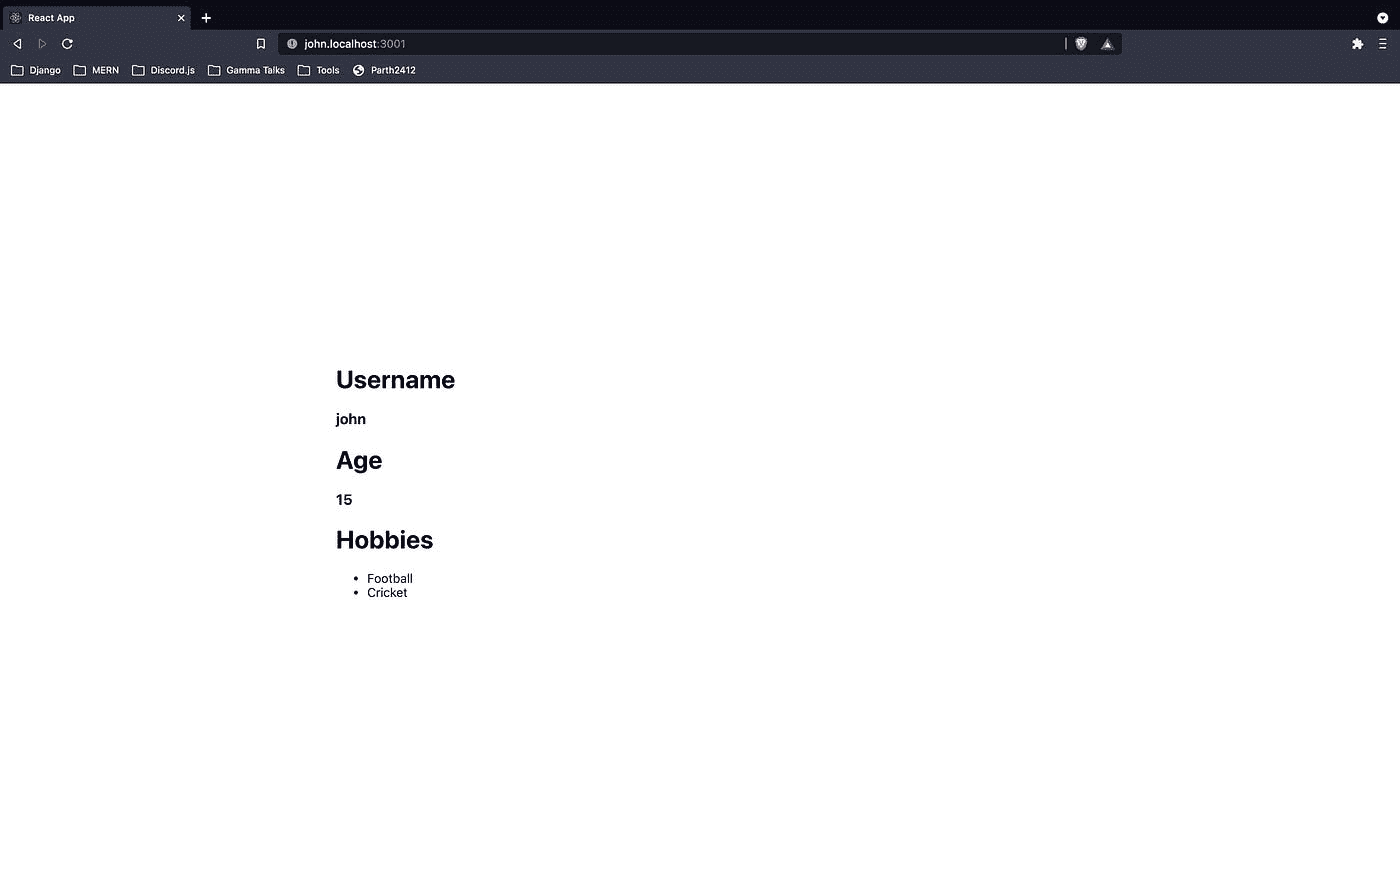 React App
john.localhost:3001
Django MERN Discord.js Gamma Talks Tools Parth2412
Username
john
Age
15
Hobbies
• Football
• Cricket